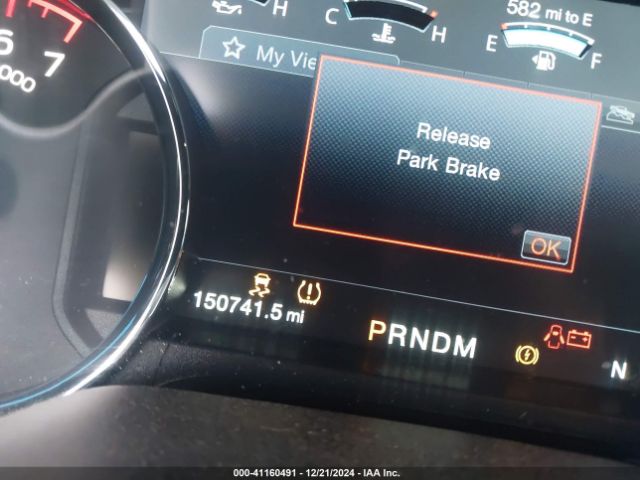 582 mi to E
H
C
H
E
F
6
7
000
My Vie
Release
Park Brake
OK
150741.5 mi
PRNDM
N
000-41160491 - 12/21/2024 - IAA Inc.